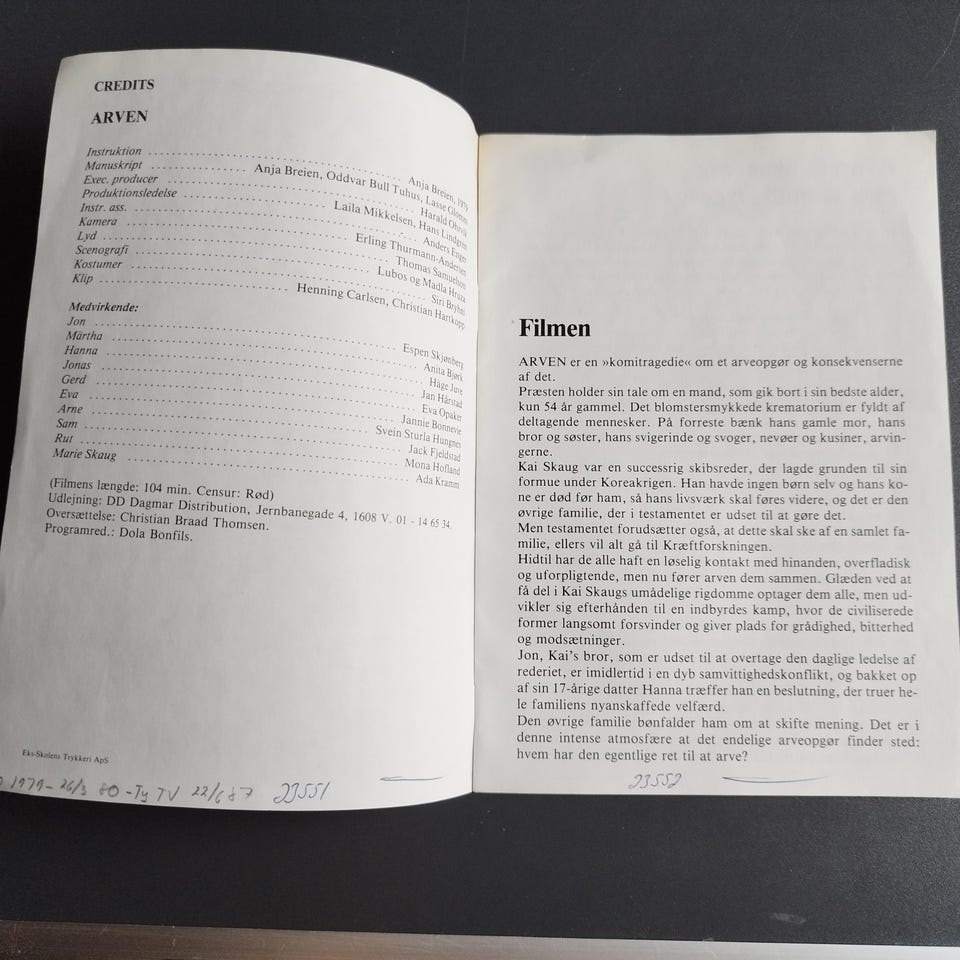 CREDITS
ARVEN
Instruktion ........ Anja Breien, 1979
Manuskript ........ Anja Breien, Oddvar Bull Tuhus, Lasse Glomm
Exec. producer ........ Harald Ohrvik
Produktionsledelse ........ Laila Mikkelsen, Hans Lindgren
Instr. ass. ........ Anders Enger
Kamera ........ Erling Thurmann-Andersen
Lyd ........ Thomas Samuelson
Scenografi ........ Lubos og Madla Hruza
Kostumer ........ Siri Bryhni
Klip ........ Henning Carlsen, Christian Hartkopp
Medvirkende:
Jon ........ Espen Skjønberg
Märtha ........ Anita Bjørk
Hanna ........ Häge Juve
Jonas ........ Jan Hårstad
Gerd ........ Eva Opaker
Eva ........ Jannie Bonnevie
Arne ........ Svein Sturla Hungnes
Sam ........ Jack Fjeldstad
Rut ........ Mona Hofland
Marie Skaug ........ Ada Kramm
(Filmens længde: 104 min. Censur: Rød)
Udlejning: DD Dagmar Distribution, Jernbanegade 4, 1608 V. 01 - 14 65 34.
Oversættelse: Christian Braad Thomsen.
Programred.: Dola Bonfils.
Eks-Skolens Trykkeri ApS
1979 - 26/3 80 - Ty TV 22/6 87 23551
Filmen
ARVEN er en »komitragedie« om et arveopgør og konsekvenserne
af det.
Præsten holder sin tale om en mand, som gik bort i sin bedste alder,
kun 54 år gammel. Det blomstersmykkede krematorium er fyldt af
deltagende mennesker. På forreste bænk hans gamle mor, hans
bror og søster, hans svigerinde og svoger, nevøer og kusiner, arvin-
gerne.
Kai Skaug var en successrig skibsreder, der lagde grunden til sin
formue under Koreakrigen. Han havde ingen børn selv og hans ko-
ne er død før ham, så hans livsværk skal føres videre, og det er den
øvrige familie, der i testamentet er udset til at gøre det.
Men testamentet forudsætter også, at dette skal ske af en samlet fa-
milie, ellers vil alt gå til Kræftforskningen.
Hidtil har de alle haft en løselig kontakt med hinanden, overfladisk
og uforpligtende, men nu fører arven dem sammen. Glæden ved at
få del i Kai Skaugs umådelige rigdomme optager dem alle, men ud-
vikler sig efterhånden til en indbyrdes kamp, hvor de civiliserede
former langsomt forsvinder og giver plads for grådighed, bitterhed
og modsætninger.
Jon, Kai's bror, som er udset til at overtage den daglige ledelse af
rederiet, er imidlertid i en dyb samvittighedskonflikt, og bakket op
af sin 17-årige datter Hanna træffer han en beslutning, der truer he-
le familiens nyanskaffede velfærd.
Den øvrige familie bønfalder ham om at skifte mening. Det er i
denne intense atmosfære at det endelige arveopgør finder sted:
hvem har den egentlige ret til at arve?
23552